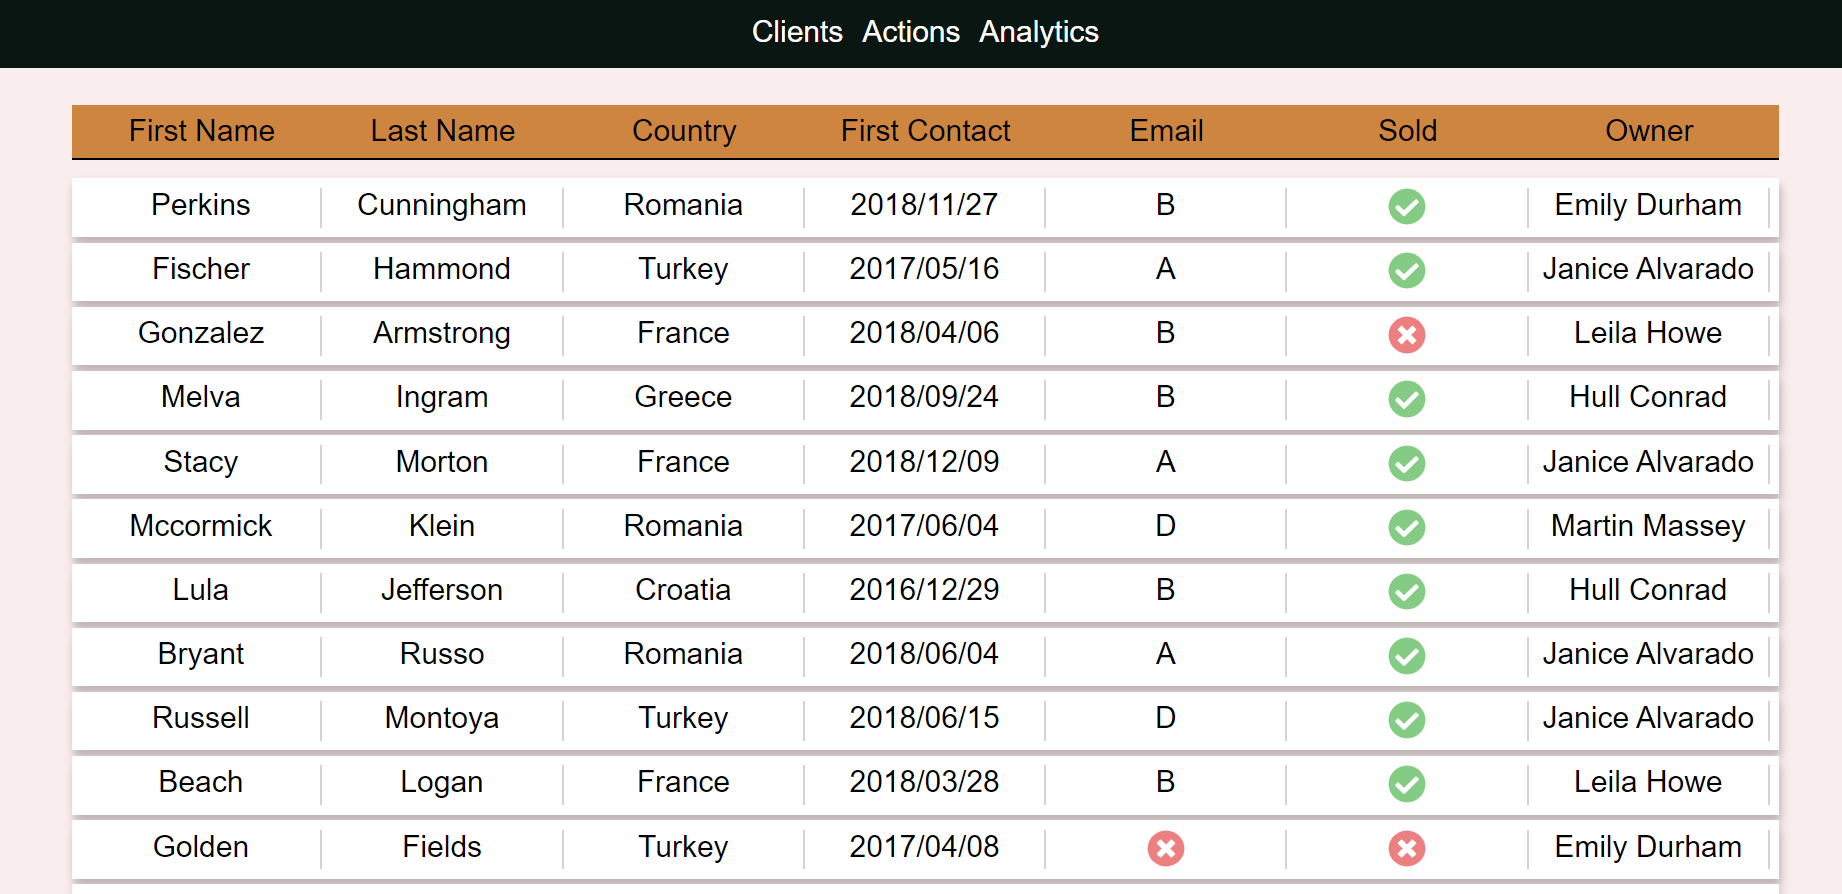 Clients Actions Analytics
First Name Last Name Country First Contact Email Sold Owner
Perkins Cunningham Romania 2018/11/27 B Emily Durham
Fischer Hammond Turkey 2017/05/16 A Janice Alvarado
Gonzalez Armstrong France 2018/04/06 B Leila Howe
Melva Ingram Greece 2018/09/24 B Hull Conrad
Stacy Morton France 2018/12/09 A Janice Alvarado
Mccormick Klein Romania 2017/06/04 D Martin Massey
Lula Jefferson Croatia 2016/12/29 B Hull Conrad
Bryant Russo Romania 2018/06/04 A Janice Alvarado
Russell Montoya Turkey 2018/06/15 D Janice Alvarado
Beach Logan France 2018/03/28 B Leila Howe
Golden Fields Turkey 2017/04/08 Emily Durham